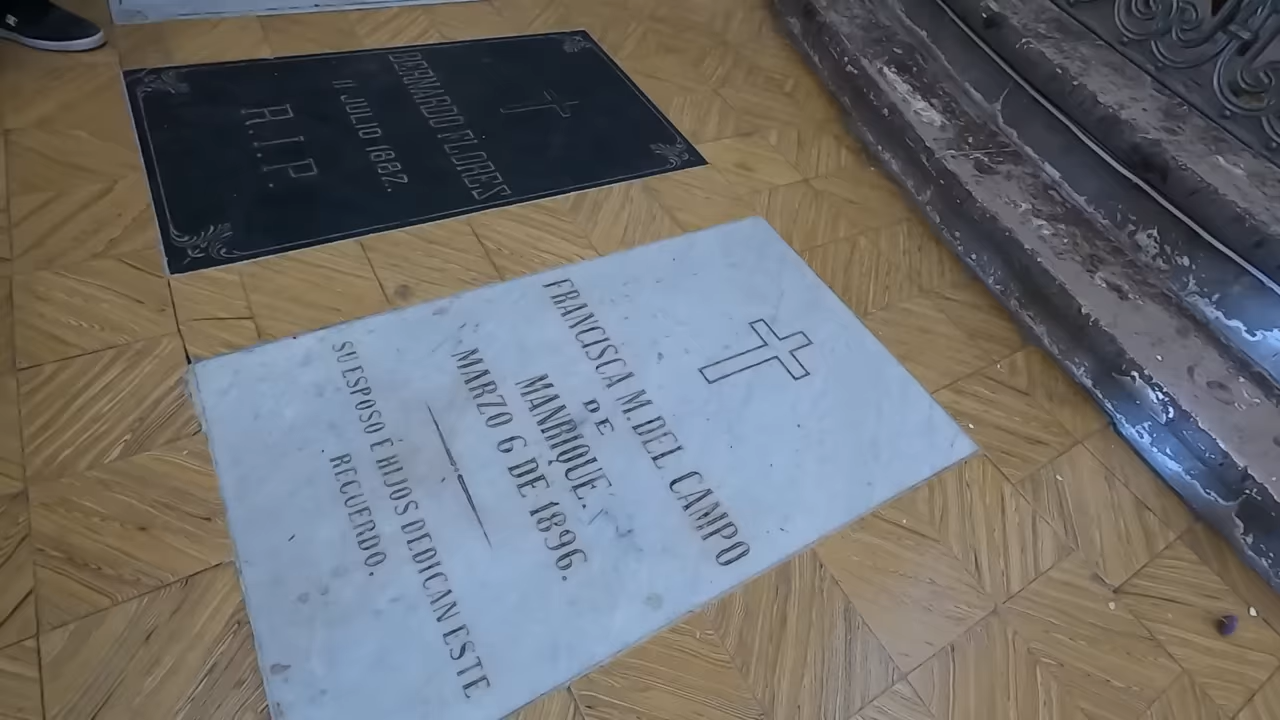 BERNARDO FLORES
11 JULIO 1887.
R.I.P.
FRANCISCA M. DEL CAMPO
DE
MANRIQUE.
MARZO 6 DE 1896.
SU ESPOSO É HIJOS DEDICAN ESTE
RECUERDO.